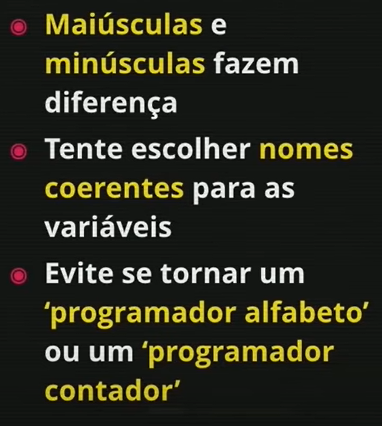 Maiúsculas e
minúsculas fazem
diferença
Tente escolher nomes
coerentes para as
variáveis
Evite se tornar um
‘programador alfabeto’
ou um ‘programador
contador’